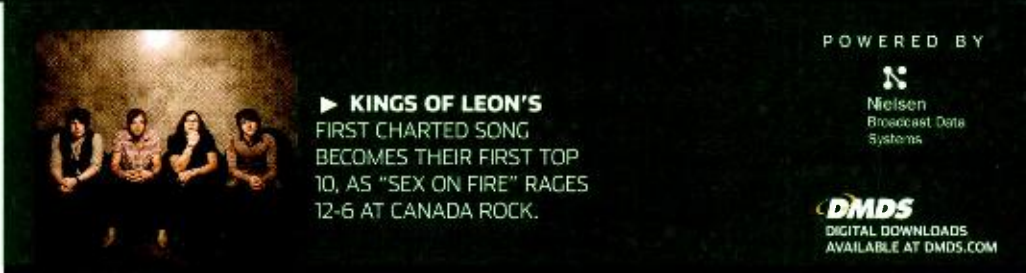 ► KINGS OF LEON'S
FIRST CHARTED SONG
BECOMES THEIR FIRST TOP
10, AS "SEX ON FIRE" RAGES
12-6 AT CANADA ROCK.
POWERED BY
Nielsen
Broadcast Data
Systems
DMDS
DIGITAL DOWNLOADS
AVAILABLE AT DMDS.COM